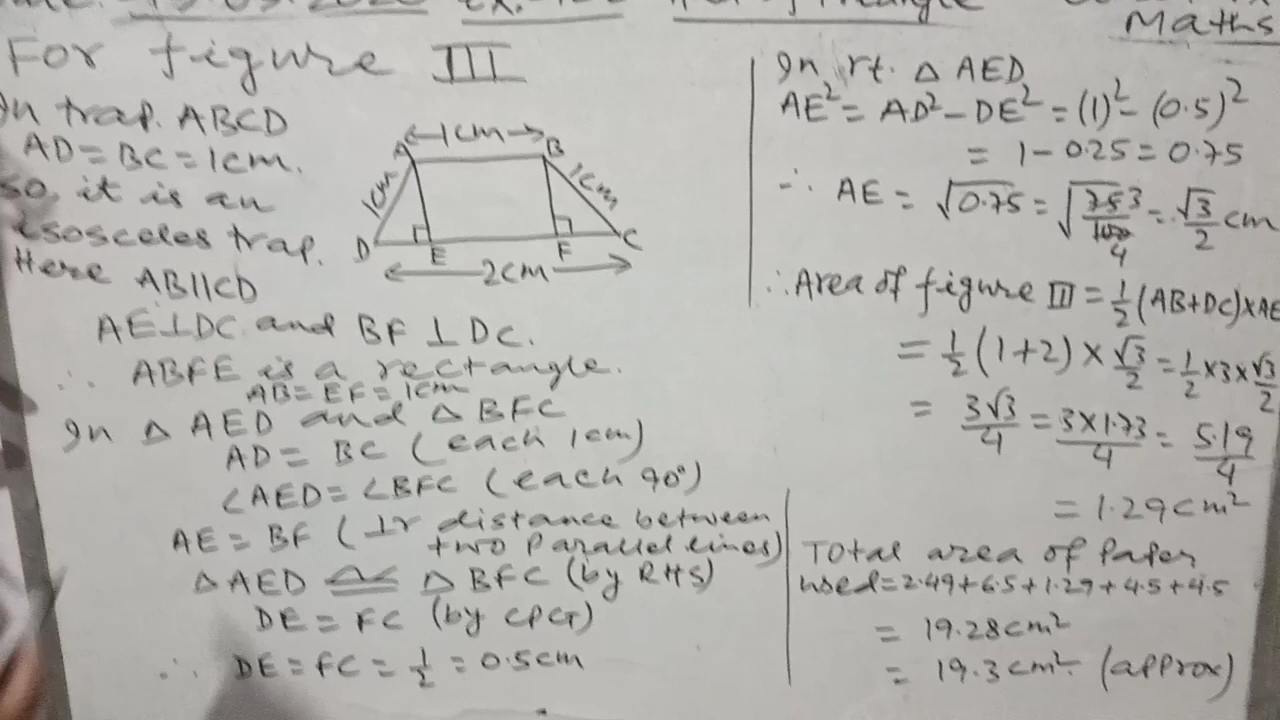 Maths
For figure III
In trap. ABCD
AD = BC = 1cm.
so, it is an
isosceles trap.
Here AB||CD
AE⊥DC and BF ⊥DC.
∴ ABFE is a rectangle.
AB = EF = 1cm
In △ AED and △ BFC
AD = BC (each 1cm)
∠AED = ∠BFC (each 90°)
AE = BF (⊥r distance between
two parallel lines)
△ AED ≅ △ BFC (by RHS)
DE = FC (by CPCT)
∴ DE = FC = 1/2 = 0.5cm
1cm
A B
1cm 1cm
D E F C
2cm
In rt. △ AED
AE² = AD² - DE² = (1)² - (0.5)²
= 1 - 0.25 = 0.75
∴ AE = √0.75 = √75/100 3/4 = √3/2 cm
∴ Area of figure III = 1/2 (AB+DC)×AE
= 1/2 (1+2) × √3/2 = 1/2 ×3× √3/2
= 3√3/4 = 3×1.73/4 = 5.19/4
= 1.29cm²
Total area of Paper
used = 2.49+6.5+1.29+4.5+4.5
= 19.28cm²
= 19.3cm². (approx)